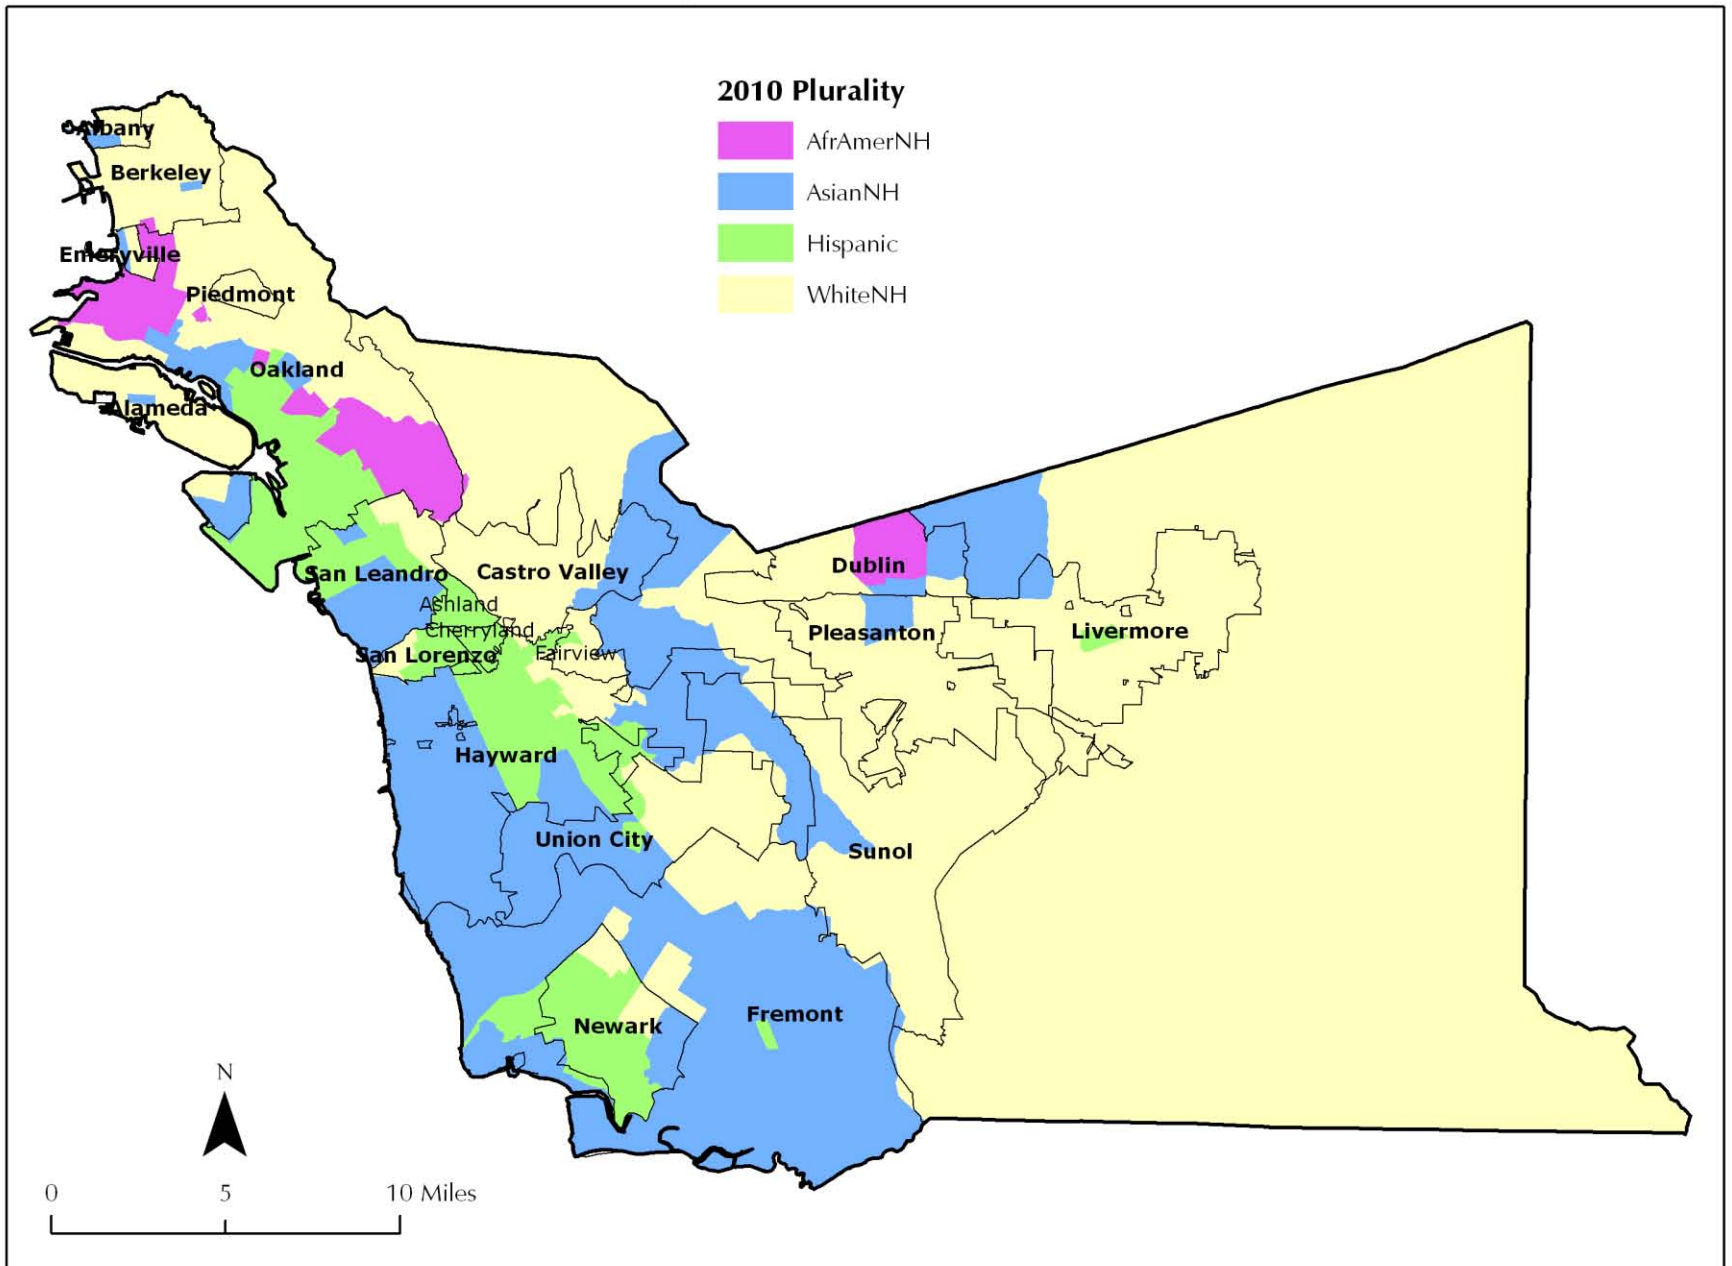 2010 Plurality
AfrAmerNH
AsianNH
Hispanic
WhiteNH
Albany
Berkeley
Emeryville
Piedmont
Oakland
Alameda
San Leandro
Castro Valley
Dublin
Ashland
Cherryland
Pleasanton
Livermore
San Lorenzo
Fairview
Hayward
Union City
Sunol
Newark
Fremont
N
0 5 10 Miles